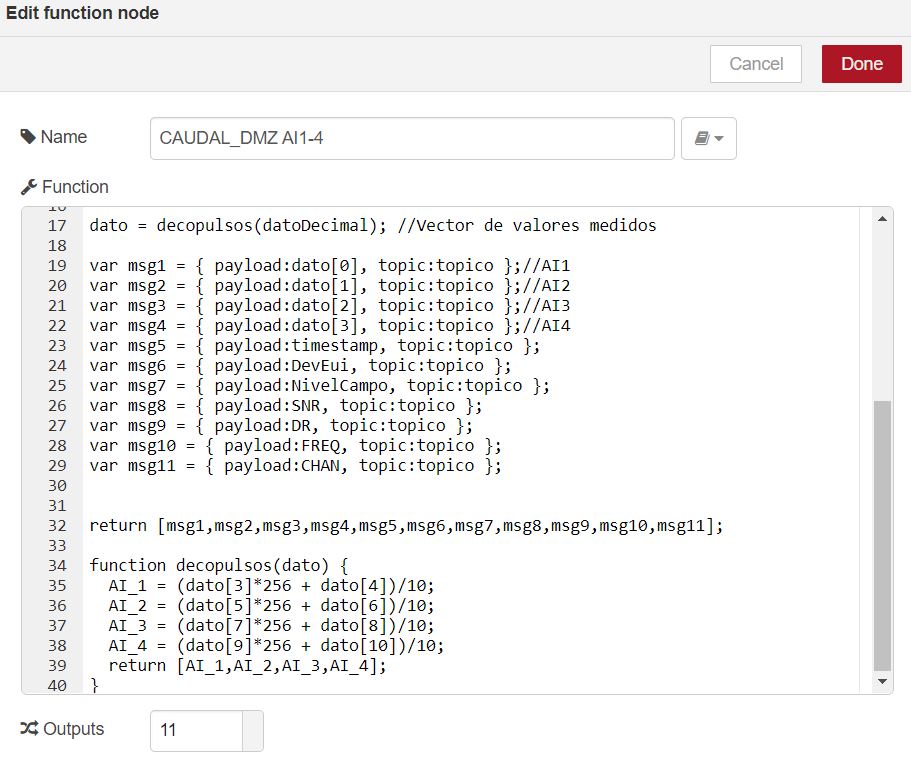 Edit function node
Cancel
Done
Name
CAUDAL_DMZ AI1-4
Function
16
17 dato = decopulsos(datoDecimal); //Vector de valores medidos
18
19 var msg1 = { payload:dato[0], topic:topico };//AI1
20 var msg2 = { payload:dato[1], topic:topico };//AI2
21 var msg3 = { payload:dato[2], topic:topico };//AI3
22 var msg4 = { payload:dato[3], topic:topico };//AI4
23 var msg5 = { payload:timestamp, topic:topico };
24 var msg6 = { payload:DevEui, topic:topico };
25 var msg7 = { payload:NivelCampo, topic:topico };
26 var msg8 = { payload:SNR, topic:topico };
27 var msg9 = { payload:DR, topic:topico };
28 var msg10 = { payload:FREQ, topic:topico };
29 var msg11 = { payload:CHAN, topic:topico };
30
31
32 return [msg1,msg2,msg3,msg4,msg5,msg6,msg7,msg8,msg9,msg10,msg11];
33
34 function decopulsos(dato) {
35 AI_1 = (dato[3]*256 + dato[4])/10;
36 AI_2 = (dato[5]*256 + dato[6])/10;
37 AI_3 = (dato[7]*256 + dato[8])/10;
38 AI_4 = (dato[9]*256 + dato[10])/10;
39 return [AI_1,AI_2,AI_3,AI_4];
40 }
Outputs
11